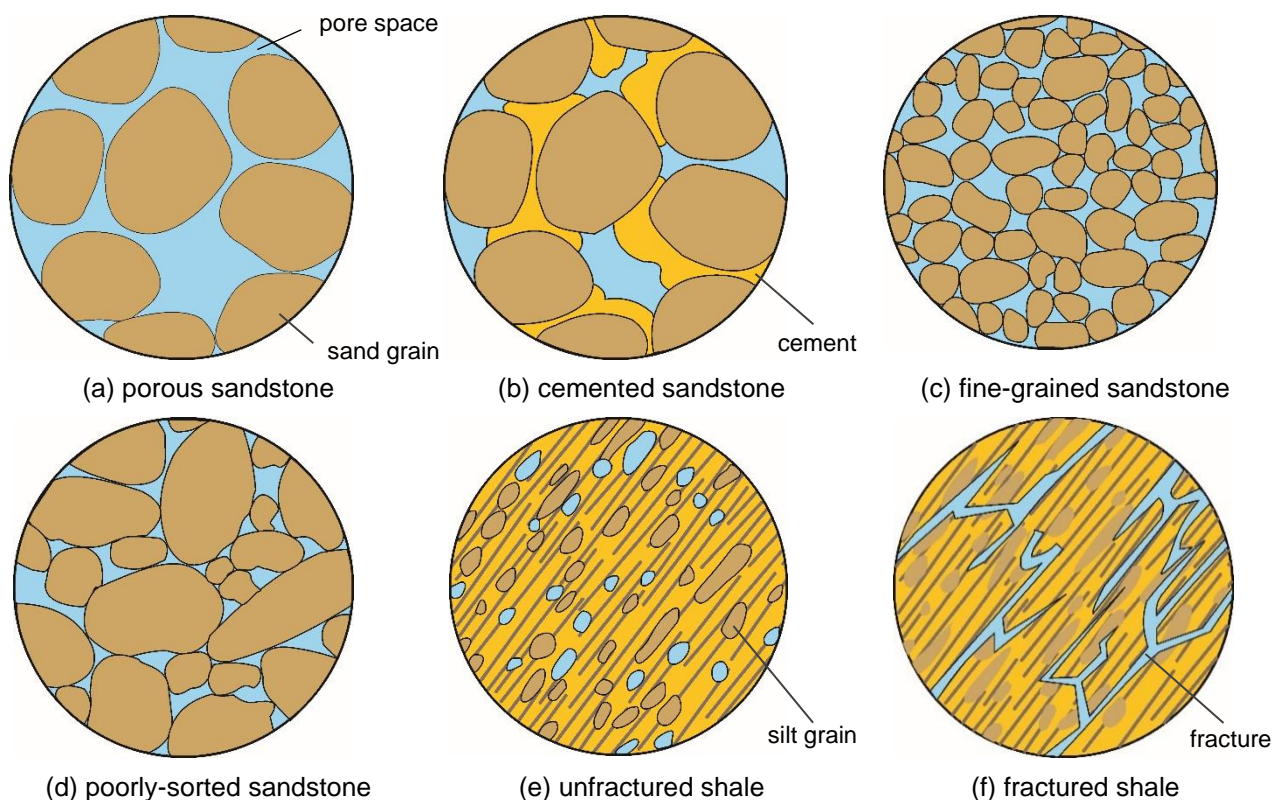 pore space
sand grain
cement
(a) porous sandstone
(b) cemented sandstone
(c) fine-grained sandstone
silt grain
fracture
(d) poorly-sorted sandstone
(e) unfractured shale
(f) fractured shale